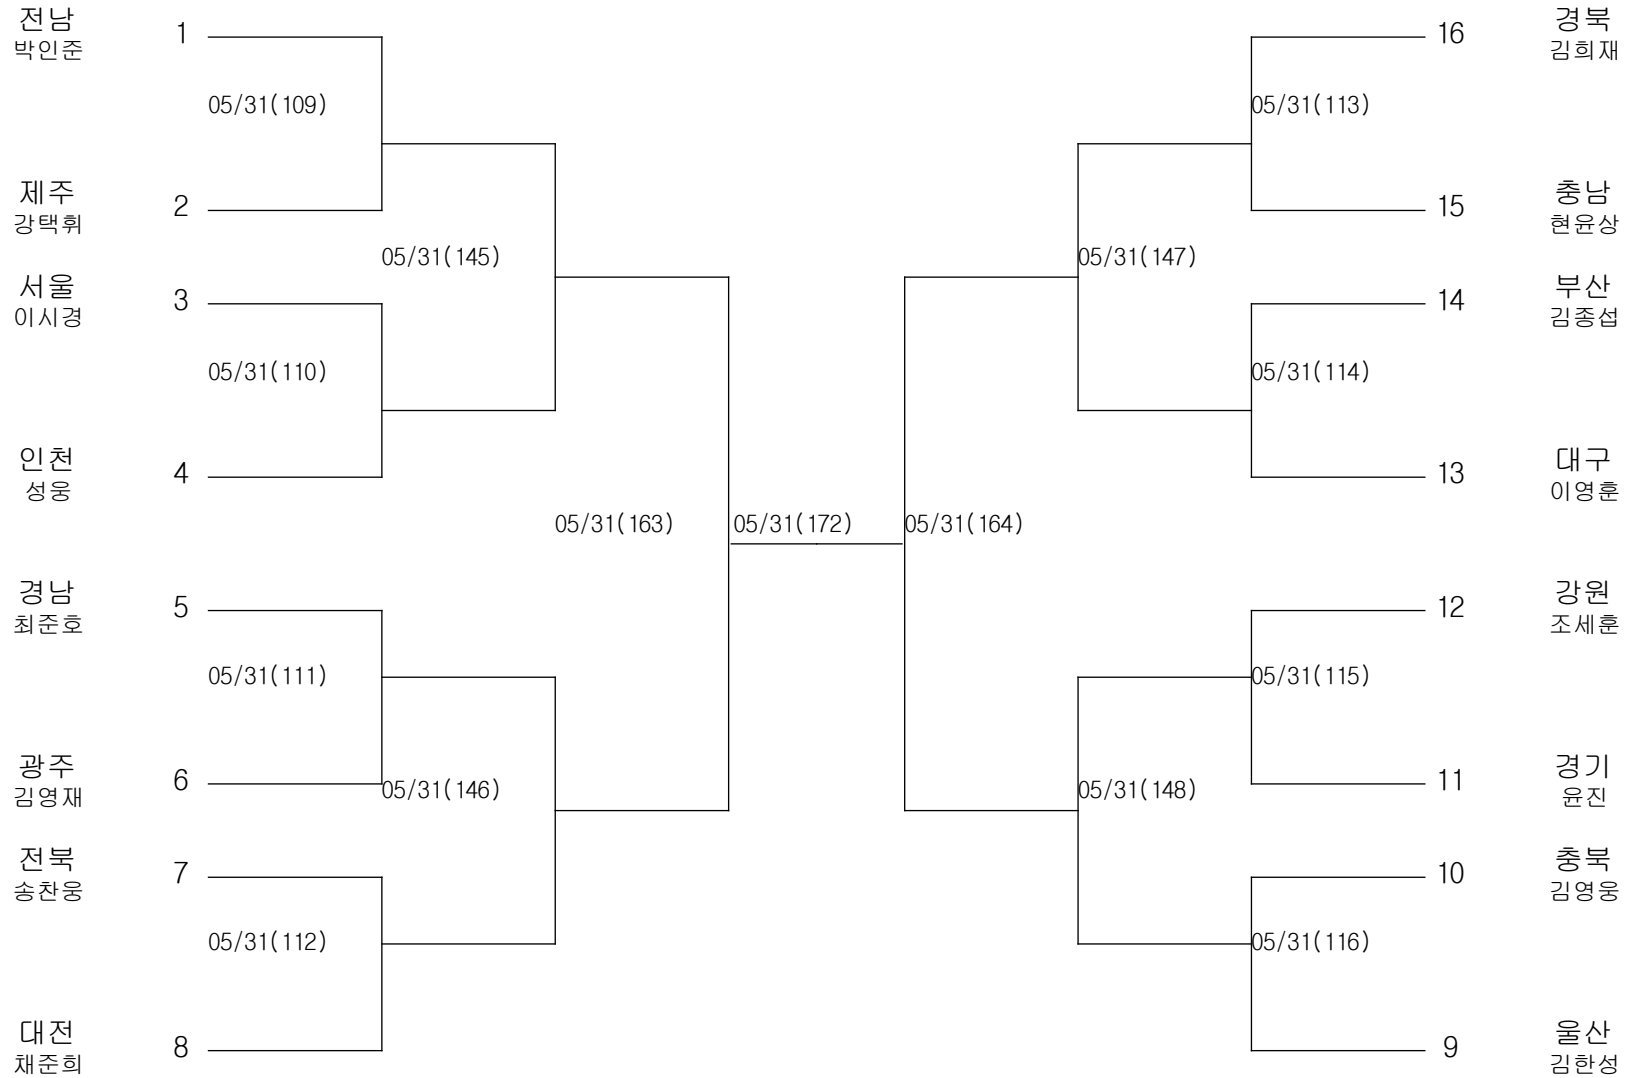 전남
박인준
1
05/31(109)
제주
강택휘
2
05/31(145)
서울
이시경
3
05/31(110)
인천
성웅
4
05/31(163)
경남
최준호
5
05/31(111)
광주
김영재
6
05/31(146)
전북
송찬웅
7
05/31(112)
대전
채준희
8
05/31(172)
16
경북
김희재
05/31(113)
15
충남
현윤상
05/31(147)
14
부산
김종섭
05/31(114)
13
대구
이영훈
05/31(164)
12
강원
조세훈
05/31(115)
11
경기
윤진
05/31(148)
10
충북
김영웅
05/31(116)
9
울산
김한성